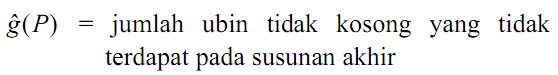 ĝ(P) = jumlah ubin tidak kosong yang tidak
terdapat pada susunan akhir